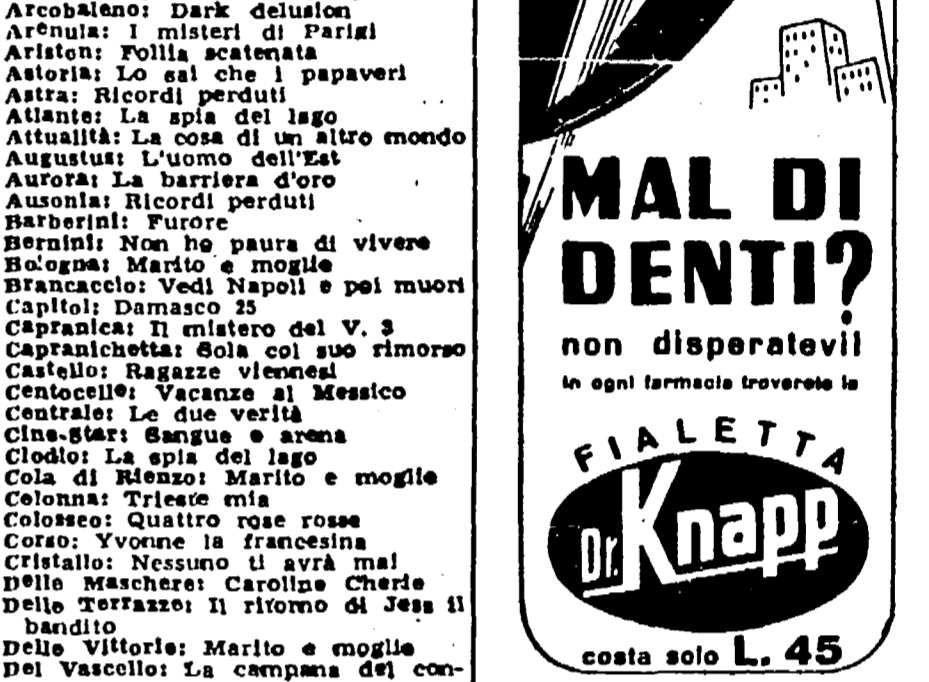 Arcobaleno: Dark delusion
Arenula: I misteri di Parigi
Ariston: Follia scatenata
Astoria: Lo sai che i papaveri
Astra: Ricordi perduti
Atlante: La spia del lago
Attualità: La cosa di un altro mondo
Augustus: L'uomo dell'Est
Aurora: La barriera d'oro
Ausonia: Ricordi perduti
Barberini: Furore
Bernini: Non ho paura di vivere
Bologna: Marito e moglie
Brancaccio: Vedi Napoli e poi muori
Capitol: Damasco 25
Capranica: Il mistero del V. 3
Capranichetta: Sola col suo rimorso
Castello: Ragazze viennesi
Centocelle: Vacanze al Messico
Centrale: Le due verità
Cine-Star: Sangue e arena
Clodio: La spia del lago
Cola di Rienzo: Marito e moglie
Colonna: Trieste mia
Colosseo: Quattro rose rosse
Corso: Yvonne la francesina
Cristallo: Nessuno ti avrà mai
Delle Maschere: Caroline Cherie
Delle Terrazze: Il ritorno di Jess il
bandito
Delle Vittorie: Marito e moglie
Del Vascello: La campana del con-
MAL DI
DENTI?
non disperatevi!
in ogni farmacia troverete la
FIALETTA
Dr. Knapp
costa solo L. 45